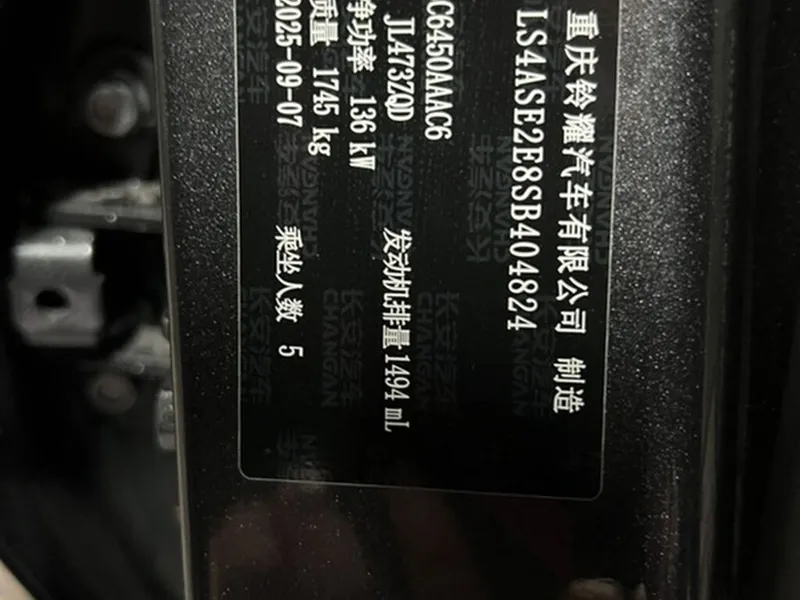 重庆铃耀汽车有限公司 制造
LS4ASE2E8SB404824
C6450AAAC6
JL473ZQD 发动机排量 1494 mL
净功率 136 kW
质量 1745 kg
2025-09-07 乘坐人数 5